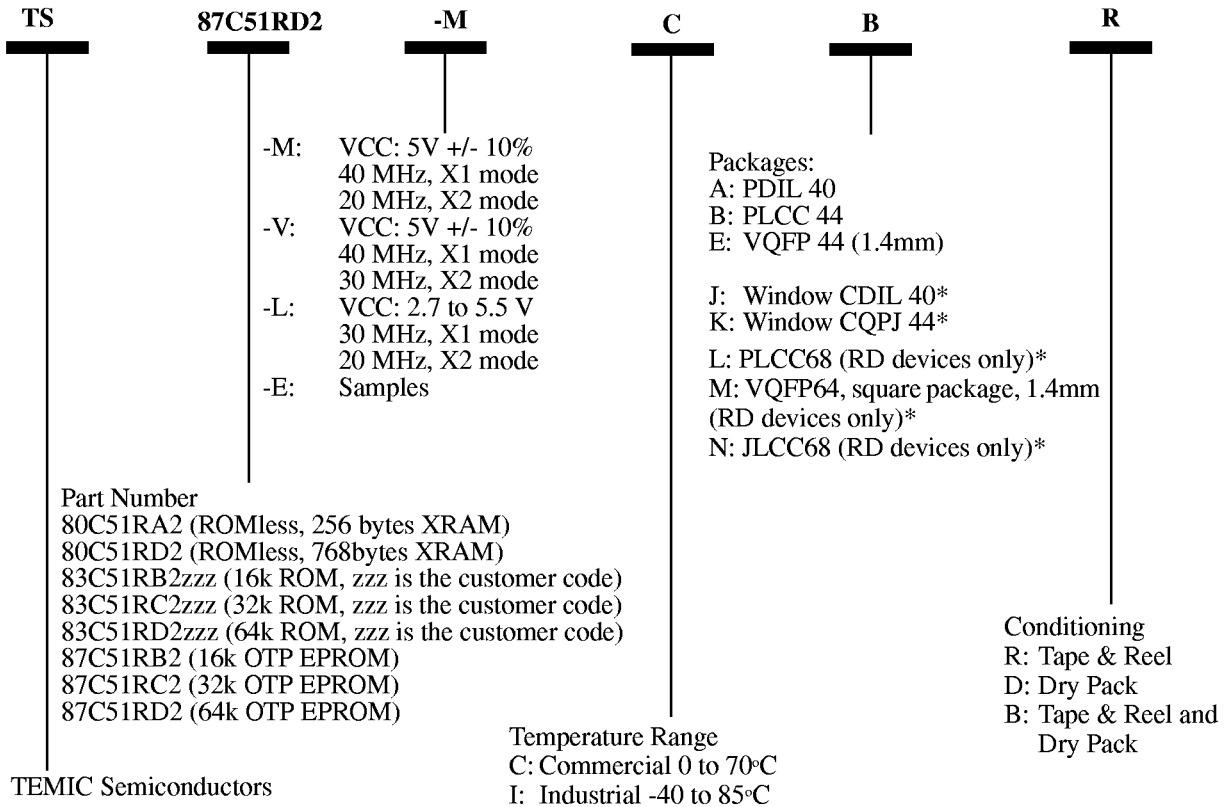 TS
87C51RD2
-M
C
B
R
-M: VCC: 5V +/- 10%
40 MHz, X1 mode
20 MHz, X2 mode
-V: VCC: 5V +/- 10%
40 MHz, X1 mode
30 MHz, X2 mode
-L: VCC: 2.7 to 5.5 V
30 MHz, X1 mode
20 MHz, X2 mode
-E: Samples
Packages:
A: PDIL 40
B: PLCC 44
E: VQFP 44 (1.4mm)
J: Window CDIL 40*
K: Window CQPJ 44*
L: PLCC68 (RD devices only)*
M: VQFP64, square package, 1.4mm
(RD devices only)*
N: JLCC68 (RD devices only)*
Part Number
80C51RA2 (ROMless, 256 bytes XRAM)
80C51RD2 (ROMless, 768bytes XRAM)
83C51RB2zzz (16k ROM, zzz is the customer code)
83C51RC2zzz (32k ROM, zzz is the customer code)
83C51RD2zzz (64k ROM, zzz is the customer code)
87C51RB2 (16k OTP EPROM)
87C51RC2 (32k OTP EPROM)
87C51RD2 (64k OTP EPROM)
Conditioning
R: Tape & Reel
D: Dry Pack
B: Tape & Reel and
Dry Pack
Temperature Range
C: Commercial 0 to 70°C
I: Industrial -40 to 85°C
TEMIC Semiconductors